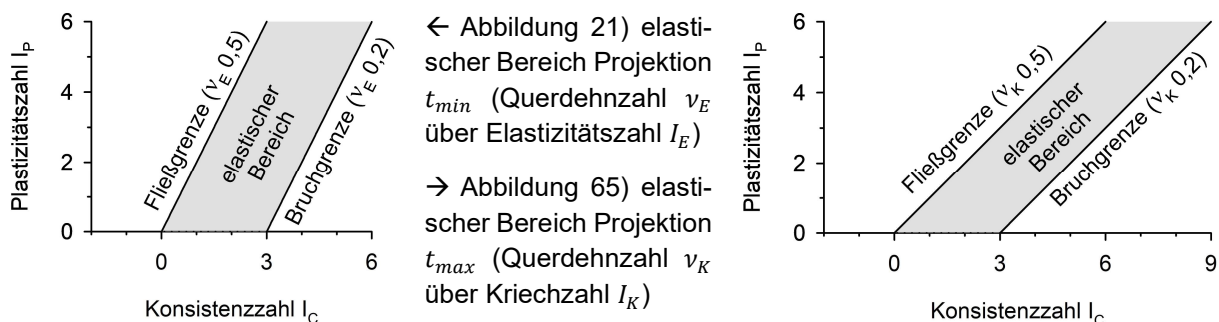 6
4
2
0
Plastizitätszahl I_P
Fließgrenze (ν_E 0,5)
elastischer
Bereich
Bruchgrenze (ν_E 0,2)
0 3 6
Konsistenzzahl I_C
← Abbildung 21) elasti-
scher Bereich Projektion
t_min (Querdehnzahl ν_E
über Elastizitätszahl I_E)
→ Abbildung 65) elasti-
scher Bereich Projektion
t_max (Querdehnzahl ν_K
über Kriechzahl I_K)
6
4
2
0
Plastizitätszahl I_P
Fließgrenze (ν_K 0,5)
elastischer
Bereich
Bruchgrenze (ν_K 0,2)
0 3 6 9
Konsistenzzahl I_C